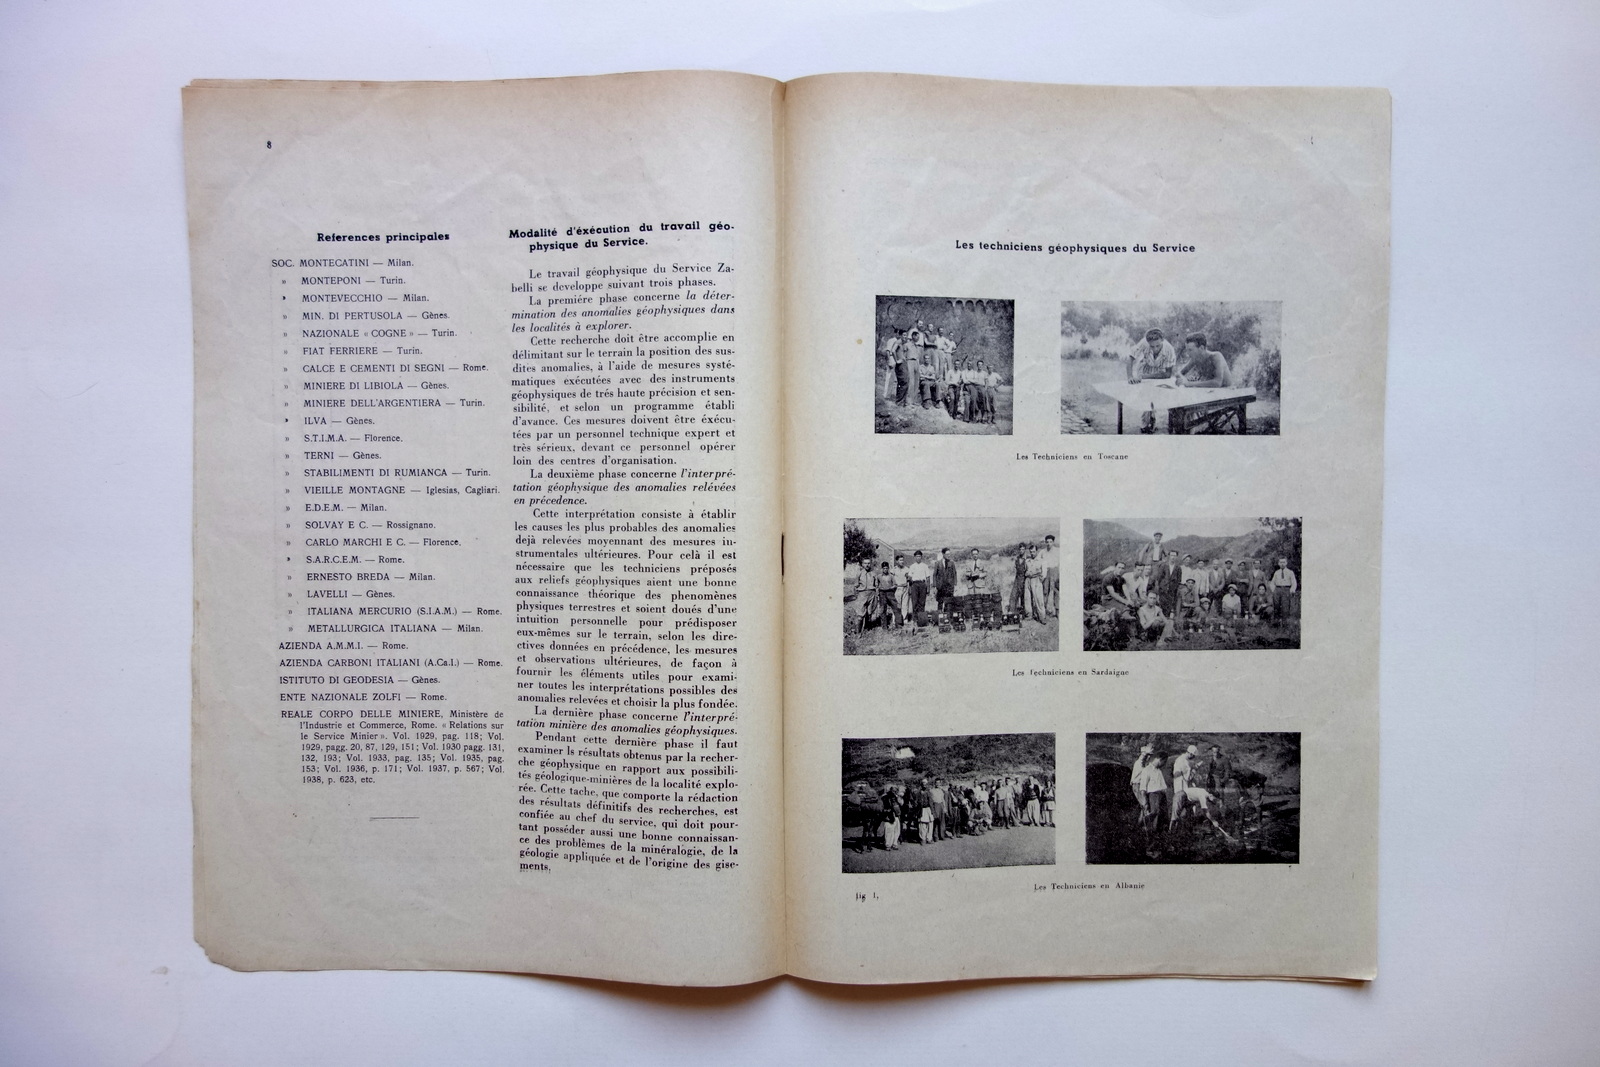 8
References principales
SOC. MONTECATINI — Milan.
» MONTEPONI — Turin.
» MONTEVECCHIO — Milan.
» MIN. DI PERTUSOLA — Gênes.
» NAZIONALE « COGNE » — Turin.
» FIAT FERRIERE — Turin.
» CALCE E CEMENTI DI SEGNI — Rome.
» MINIERE DI LIBIOLA — Gênes.
» MINIERE DELL'ARGENTIERA — Turin.
» ILVA — Gênes.
» S.T.I.M.A. — Florence.
» TERNI — Gênes.
» STABILIMENTI DI RUMIANCA — Turin.
» VIEILLE MONTAGNE — Iglesias, Cagliari.
» E.D.E.M. — Milan.
» SOLVAY E C. — Rossignano.
» CARLO MARCHI E C. — Florence.
» S.A.R.C.E.M. — Rome.
» ERNESTO BREDA — Milan.
» LAVELLI — Gênes.
» ITALIANA MERCURIO (S.I.A.M.) — Rome.
» METALLURGICA ITALIANA — Milan.
AZIENDA A.M.M.I. — Rome.
AZIENDA CARBONI ITALIANI (A.Ca.I.) — Rome.
ISTITUTO DI GEODESIA — Gênes.
ENTE NAZIONALE ZOLFI — Rome.
REALE CORPO DELLE MINIERE, Ministère de
l'Industrie et Commerce, Rome. « Relations sur
le Service Minier ». Vol. 1929, pag. 118; Vol.
1929, pagg. 20, 87, 129, 151; Vol. 1930 pagg. 131,
132, 193; Vol. 1933, pag. 135; Vol. 1935, pag.
153; Vol. 1936, p. 171; Vol. 1937, p. 567; Vol.
1938, p. 623, etc.
Modalité d'éxécution du travail géo-
physique du Service.
Le travail géophysique du Service Za-
belli se developpe suivant trois phases.
La premiére phase concerne la déter-
mination des anomalies géophysiques dans
les localités à explorer.
Cette recherche doit être accomplie en
délimitant sur le terrain la position des sus-
dites anomalies, à l'aide de mesures systé-
matiques exécutées avec des instruments
géophysiques de trés haute précision et sen-
sibilité, et selon un programme établi
d'avance. Ces mesures doivent être éxécu-
tées par un personnel technique expert et
très sérieux, devant ce personnel opérer
loin des centres d'organisation.
La deuxième phase concerne l'interpré-
tation géophysique des anomalies relévées
en précedence.
Cette interprétation consiste à établir
les causes les plus probables des anomalies
dejà relevées moyennant des mesures in-
strumentales ultérieures. Pour celà il est
nécessaire que les techniciens préposés
aux reliefs géophysiques aient une bonne
connaissance théorique des phenomènes
physiques terrestres et soient doués d'une
intuition personnelle pour prédisposer
eux-mêmes sur le terrain, selon les dire-
ctives données en précédence, les mesures
et observations ultérieures, de façon à
fournir les éléments utiles pour exami-
ner toutes les interprétations possibles des
anomalies relevées et choisir la plus fondée.
La dernière phase concerne l'interpré-
tation minière des anomalies géophysiques.
Pendant cette dernière phase il faut
examiner ls résultats obtenus par la recher-
che géophysique en rapport aux possibili-
tés géologique-minières de la localité explo-
rée. Cette tache, que comporte la rédaction
des résultats définitifs des recherches, est
confiée au chef du service, qui doit pour-
tant posséder aussi une bonne connaissan-
ce des problèmes de la minéralogie, de la
géologie appliquée et de l'origine des gise-
ments.
Les techniciens géophysiques du Service
Les Techniciens en Toscane
Les Techniciens en Sardaigne
Les Techniciens en Albanie
fig 1,